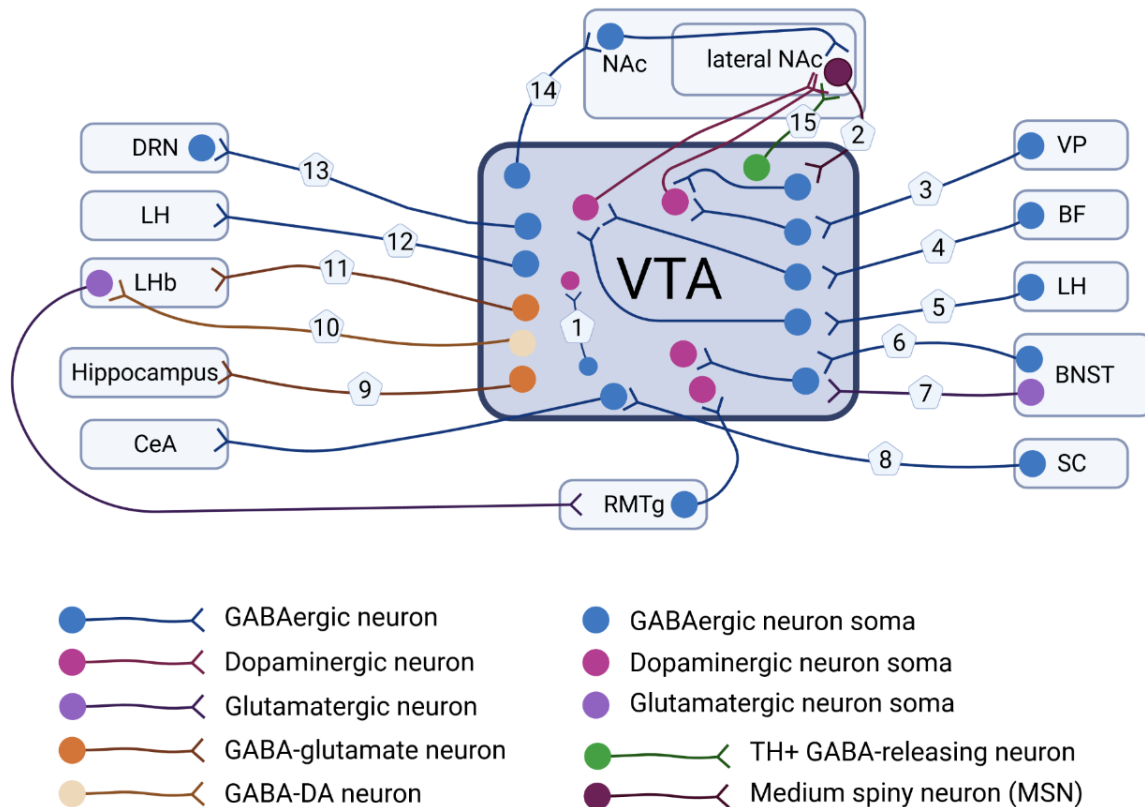 NAc
lateral NAc
14
15
2
DRN
13
VP
3
LH
12
BF
4
LHb
11
VTA
LH
5
10
1
6
BNST
Hippocampus
9
7
CeA
8
SC
RMTg
GABAergic neuron
Dopaminergic neuron
Glutamatergic neuron
GABA-glutamate neuron
GABA-DA neuron
GABAergic neuron soma
Dopaminergic neuron soma
Glutamatergic neuron soma
TH+ GABA-releasing neuron
Medium spiny neuron (MSN)